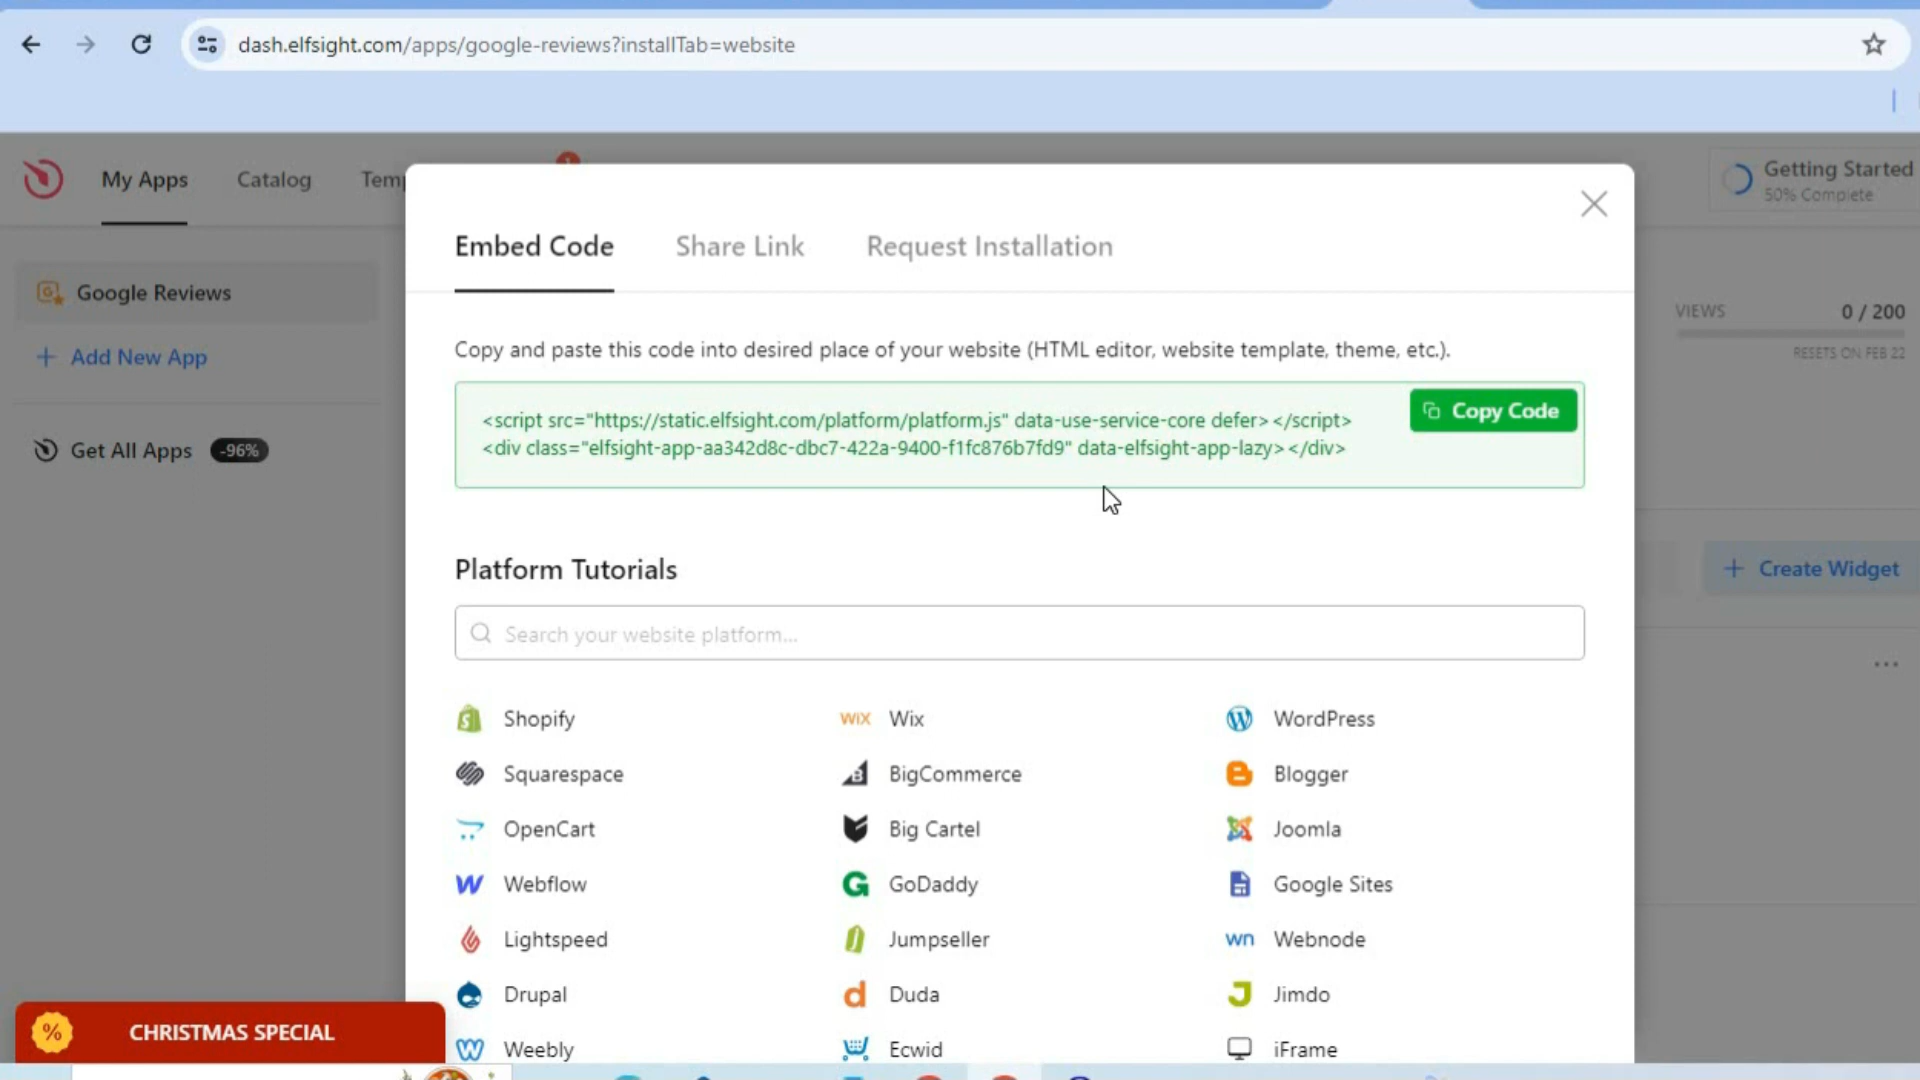 dash.elfsight.com/apps/google-reviews?installTab=website
My Apps
Catalog
Temp
1
Getting Started
50% Complete
Google Reviews
+ Add New App
Get All Apps
-96%
VIEWS
0 / 200
RESETS ON FEB 22
+ Create Widget
Embed Code
Share Link
Request Installation
Copy and paste this code into desired place of your website (HTML editor, website template, theme, etc.).
<script src="https://static.elfsight.com/platform/platform.js" data-use-service-core defer></script>
<div class="elfsight-app-aa342d8c-dbc7-422a-9400-f1fc876b7fd9" data-elfsight-app-lazy></div>
Copy Code
Platform Tutorials
Search your website platform...
Shopify
WIX Wix
WordPress
Squarespace
BigCommerce
Blogger
OpenCart
Big Cartel
Joomla
Webflow
GoDaddy
Google Sites
Lightspeed
Jumpseller
wn Webnode
Drupal
Duda
Jimdo
Weebly
Ecwid
iFrame
% CHRISTMAS SPECIAL